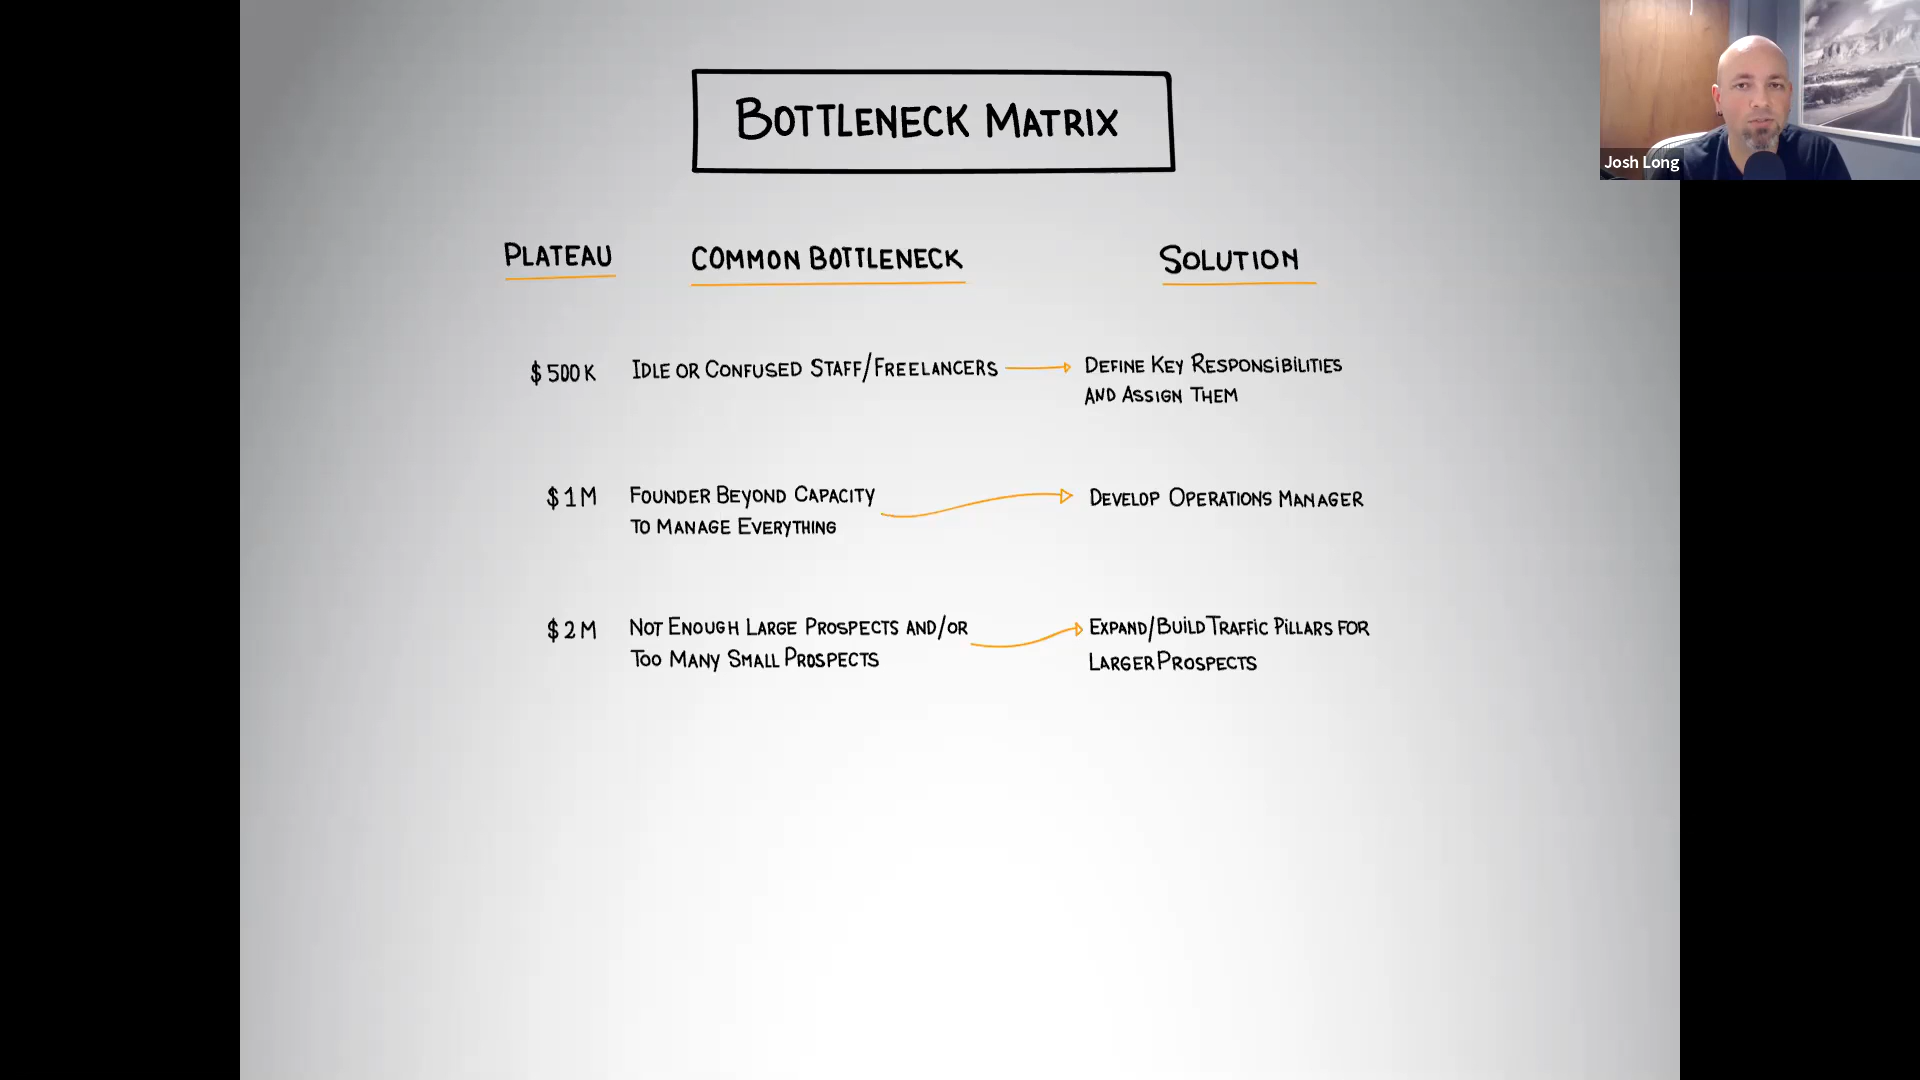 BOTTLENECK MATRIX
Josh Long
PLATEAU COMMON BOTTLENECK SOLUTION
$500K IDLE OR CONFUSED STAFF/FREELANCERS DEFINE KEY RESPONSIBILITIES
AND ASSIGN THEM
$1M FOUNDER BEYOND CAPACITY DEVELOP OPERATIONS MANAGER
TO MANAGE EVERYTHING
$2M NOT ENOUGH LARGE PROSPECTS AND/OR EXPAND/BUILD TRAFFIC PILLARS FOR
TOO MANY SMALL PROSPECTS LARGER PROSPECTS